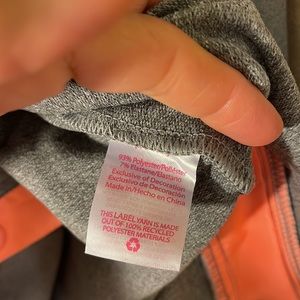 93% Polyester/Poliéster
7% Elastane/Elastano
Exclusive of Decoration
Exclusivo de Decoración
Made in/Hecho en China
THIS LABEL YARN IS MADE
OUT OF 100% RECYCLED
POLYESTER MATERIALS